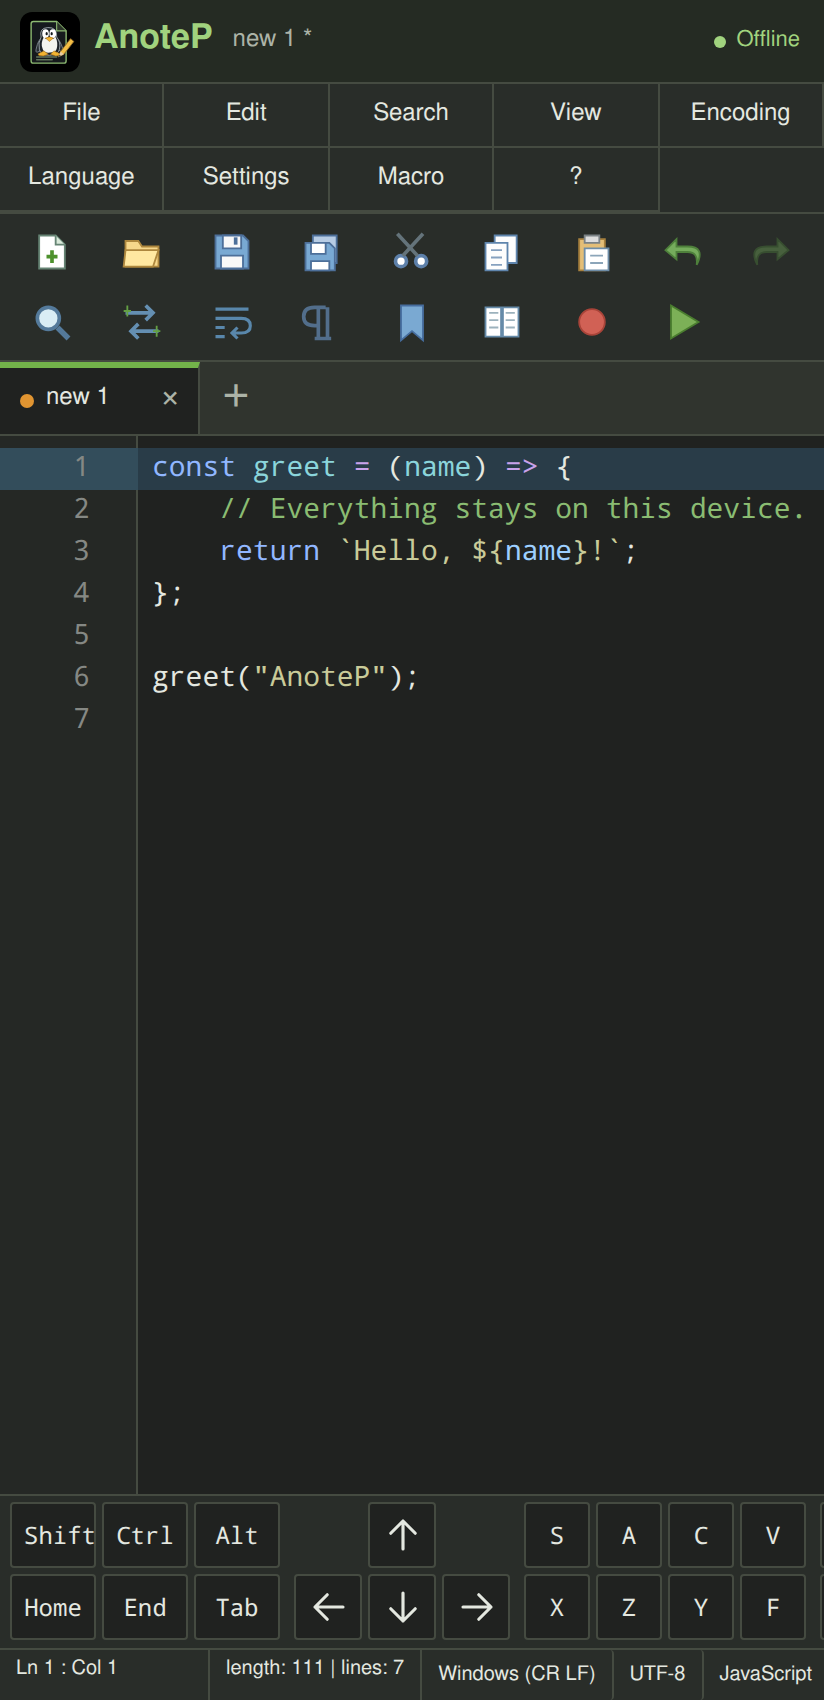 AnoteP new 1 * Offline
File Edit Search View Encoding
Language Settings Macro ?
new 1 × +
1 const greet = (name) => {
2     // Everything stays on this device.
3     return `Hello, ${name}!`;
4 };
5
6 greet("AnoteP");
7
Shift Ctrl Alt ↑ S A C V
Home End Tab ← ↓ → X Z Y F
Ln 1 : Col 1 length: 111 | lines: 7 Windows (CR LF) UTF-8 JavaScript